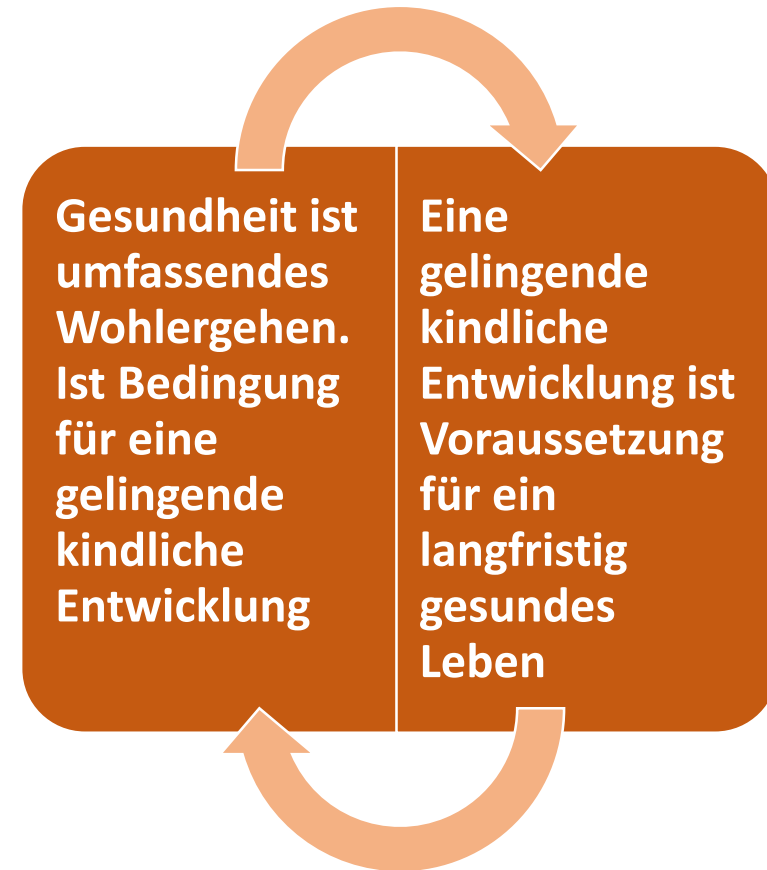 Gesundheit ist
umfassendes
Wohlergehen.
Ist Bedingung
für eine
gelingende
kindliche
Entwicklung
Eine
gelingende
kindliche
Entwicklung ist
Voraussetzung
für ein
langfristig
gesundes
Leben